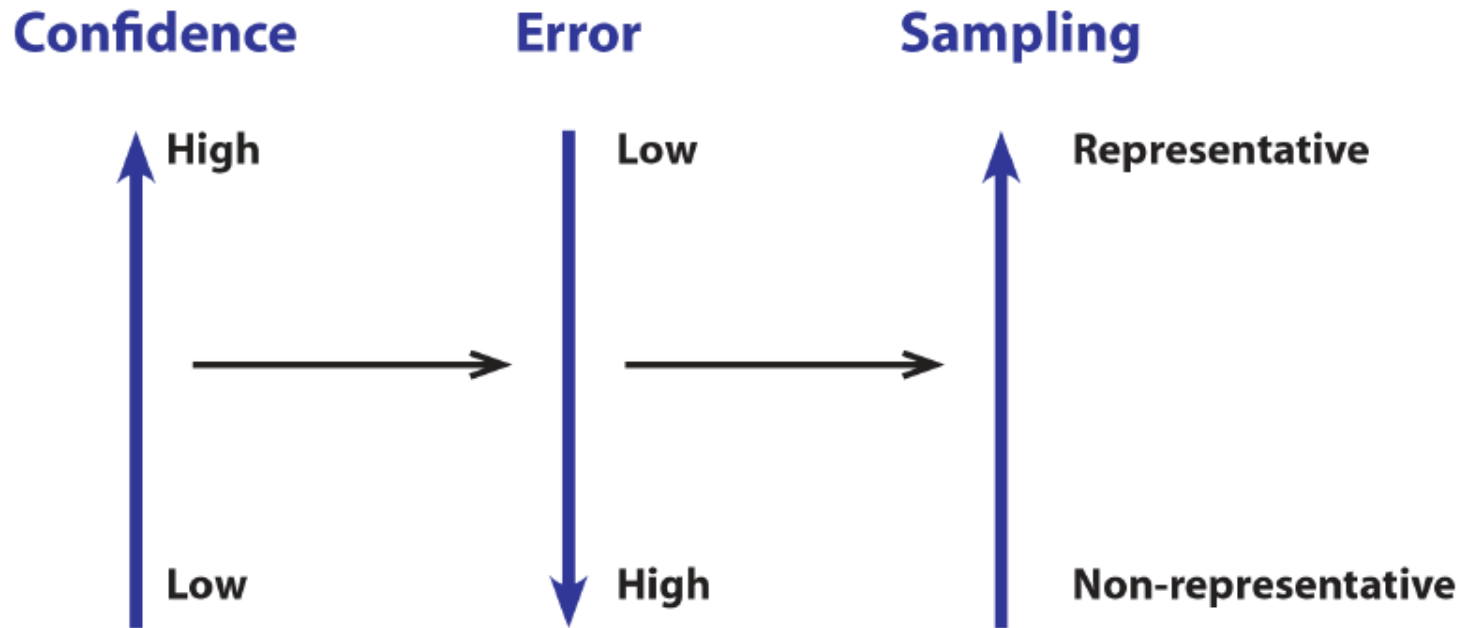 Confidence
Error
Sampling
High
Low
Representative
Low
High
Non-representative